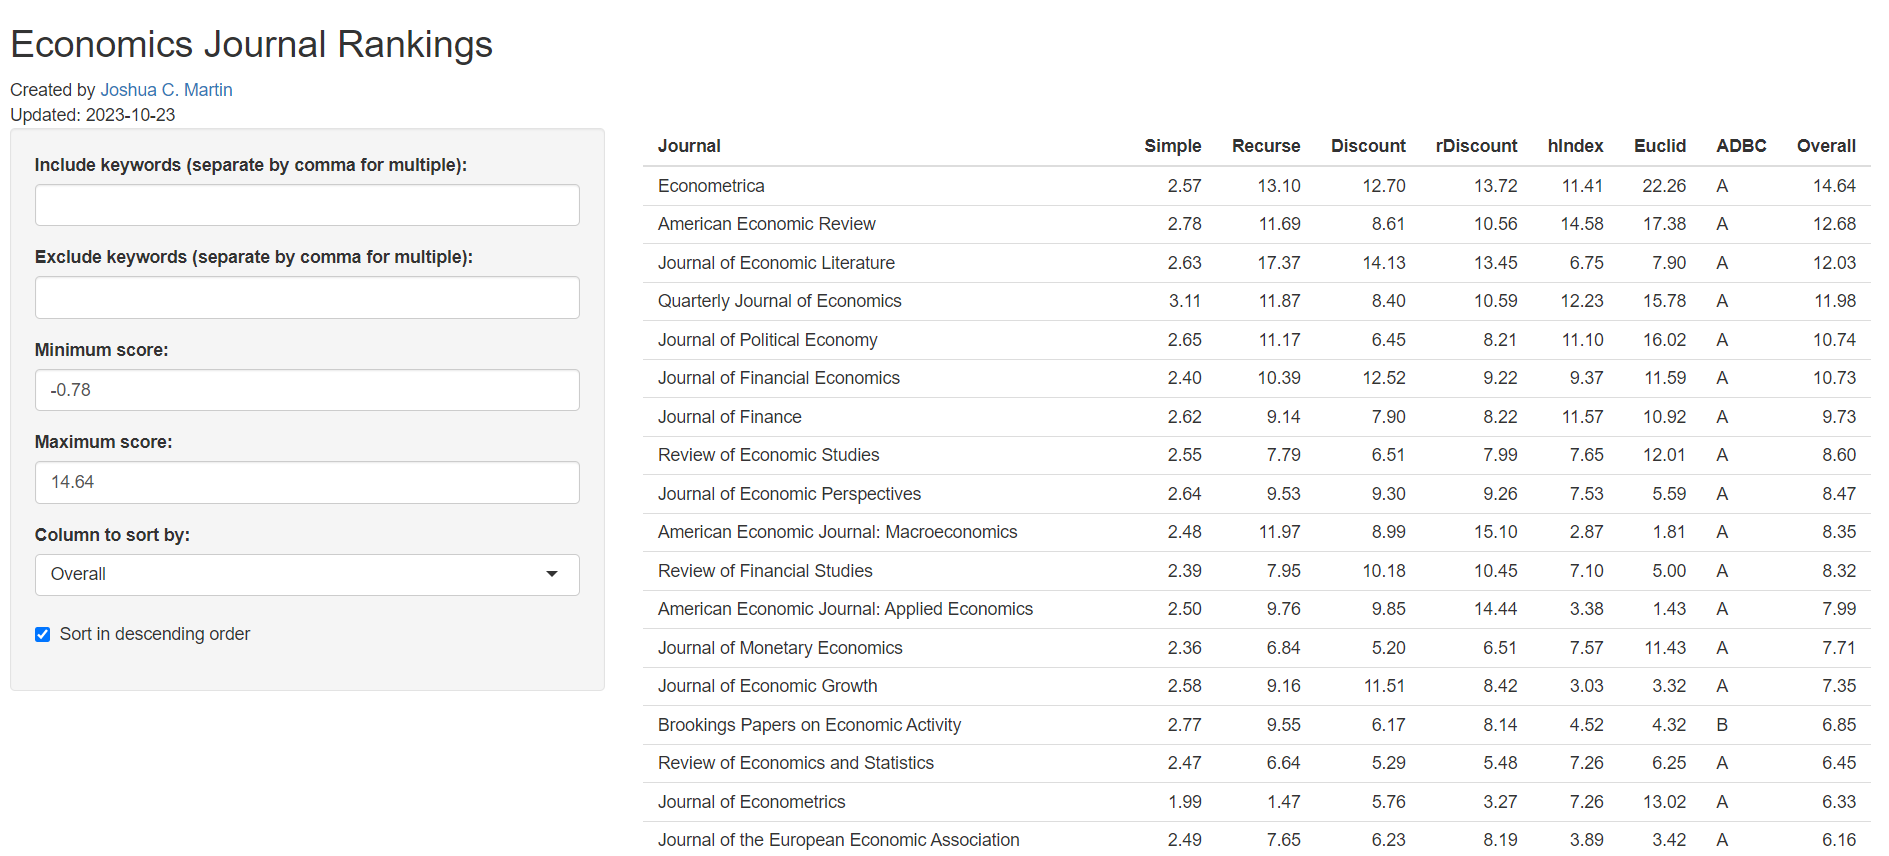 Economics Journal Rankings
Created by Joshua C. Martin
Updated: 2023-10-23
Include keywords (separate by comma for multiple):
Exclude keywords (separate by comma for multiple):
Minimum score:
-0.78
Maximum score:
14.64
Column to sort by:
Overall
Sort in descending order
Journal Simple Recurse Discount rDiscount hIndex Euclid ADBC Overall
Econometrica 2.57 13.10 12.70 13.72 11.41 22.26 A 14.64
American Economic Review 2.78 11.69 8.61 10.56 14.58 17.38 A 12.68
Journal of Economic Literature 2.63 17.37 14.13 13.45 6.75 7.90 A 12.03
Quarterly Journal of Economics 3.11 11.87 8.40 10.59 12.23 15.78 A 11.98
Journal of Political Economy 2.65 11.17 6.45 8.21 11.10 16.02 A 10.74
Journal of Financial Economics 2.40 10.39 12.52 9.22 9.37 11.59 A 10.73
Journal of Finance 2.62 9.14 7.90 8.22 11.57 10.92 A 9.73
Review of Economic Studies 2.55 7.79 6.51 7.99 7.65 12.01 A 8.60
Journal of Economic Perspectives 2.64 9.53 9.30 9.26 7.53 5.59 A 8.47
American Economic Journal: Macroeconomics 2.48 11.97 8.99 15.10 2.87 1.81 A 8.35
Review of Financial Studies 2.39 7.95 10.18 10.45 7.10 5.00 A 8.32
American Economic Journal: Applied Economics 2.50 9.76 9.85 14.44 3.38 1.43 A 7.99
Journal of Monetary Economics 2.36 6.84 5.20 6.51 7.57 11.43 A 7.71
Journal of Economic Growth 2.58 9.16 11.51 8.42 3.03 3.32 A 7.35
Brookings Papers on Economic Activity 2.77 9.55 6.17 8.14 4.52 4.32 B 6.85
Review of Economics and Statistics 2.47 6.64 5.29 5.48 7.26 6.25 A 6.45
Journal of Econometrics 1.99 1.47 5.76 3.27 7.26 13.02 A 6.33
Journal of the European Economic Association 2.49 7.65 6.23 8.19 3.89 3.42 A 6.16